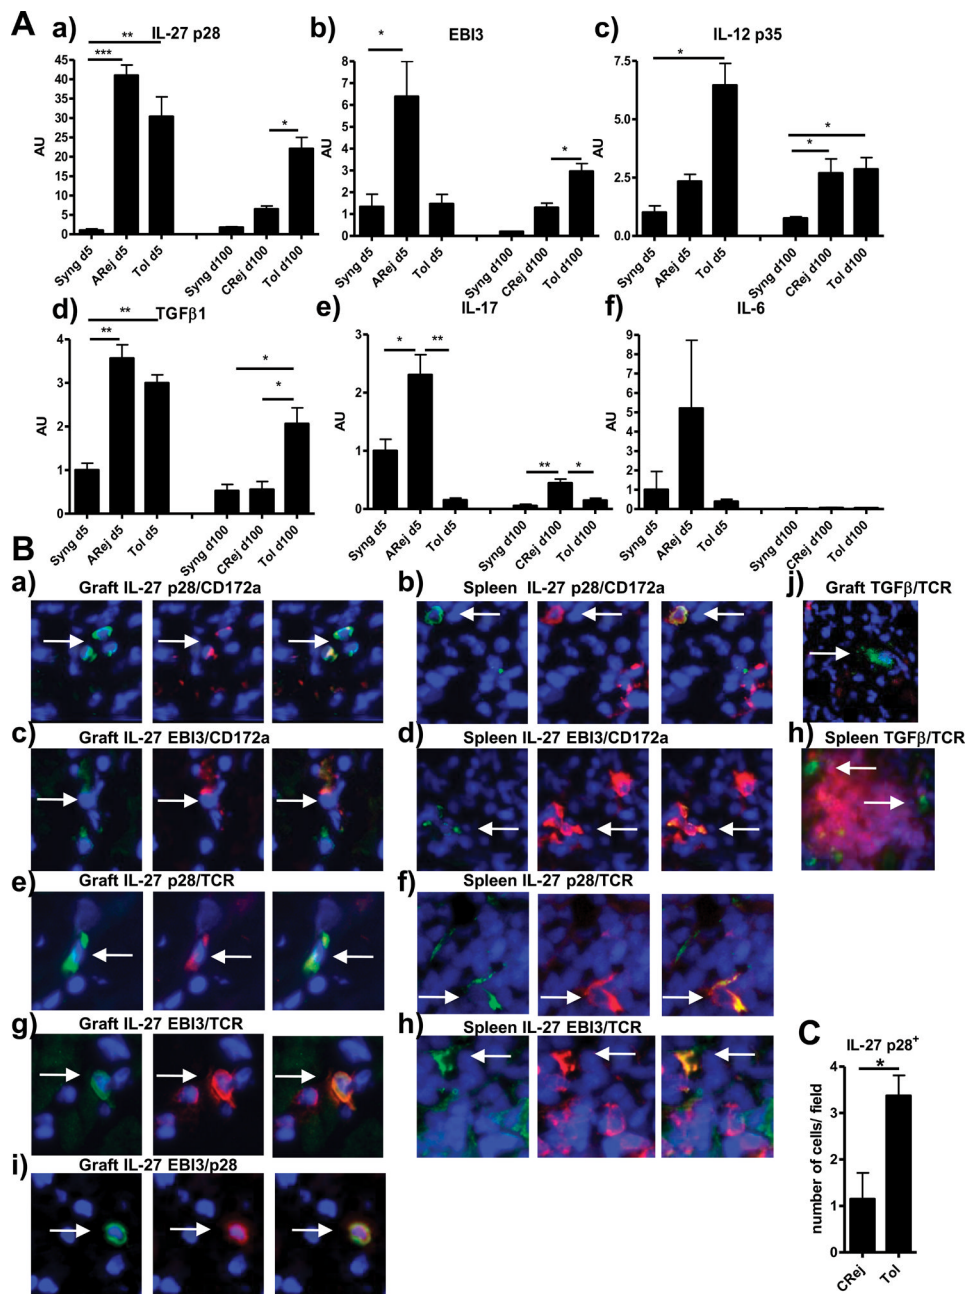 A
a)
IL-27 p28
**
***
*
45
40
35
30
25
20
15
10
5
0
AU
Syng d5
ARej d5
Tol d5
Syng d100
CRej d100
Tol d100
b)
EBI3
*
*
8
7
6
5
4
3
2
1
0
AU
Syng d5
ARej d5
Tol d5
Syng d100
CRej d100
Tol d100
c)
IL-12 p35
*
*
*
7.5
5.0
2.5
0.0
AU
Syng d5
ARej d5
Tol d5
Syng d100
CRej d100
Tol d100
d)
TGFβ1
**
**
*
*
4
3
2
1
0
AU
Syng d5
ARej d5
Tol d5
Syng d100
CRej d100
Tol d100
e)
IL-17
*
**
**
*
3
2
1
0
AU
Syng d5
ARej d5
Tol d5
Syng d100
CRej d100
Tol d100
f)
IL-6
9
8
7
6
5
4
3
2
1
0
AU
Syng d5
ARej d5
Tol d5
Syng d100
CRej d100
Tol d100
B
a)
Graft IL-27 p28/CD172a
b)
Spleen IL-27 p28/CD172a
j)
Graft TGFβ/TCR
c)
Graft IL-27 EBI3/CD172a
d)
Spleen IL-27 EBI3/CD172a
h)
Spleen TGFβ/TCR
e)
Graft IL-27 p28/TCR
f)
Spleen IL-27 p28/TCR
g)
Graft IL-27 EBI3/TCR
h)
Spleen IL-27 EBI3/TCR
i)
Graft IL-27 EBI3/p28
C
IL-27 p28+
*
4
3
2
1
0
number of cells/ field
CRej
Tol